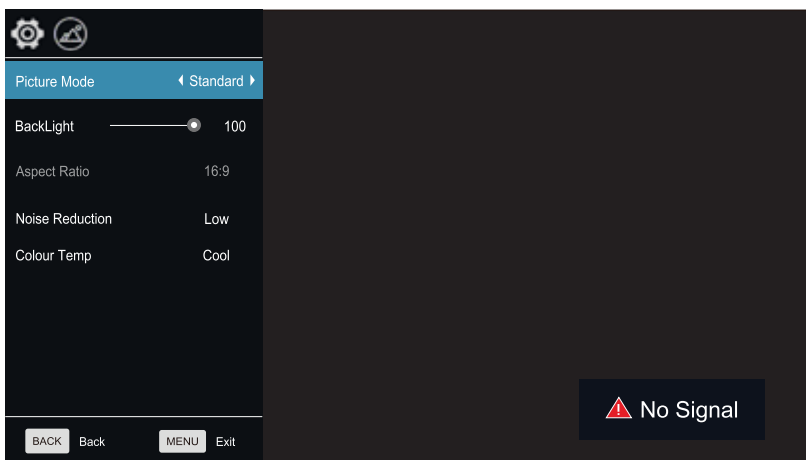 Picture Mode Standard
BackLight 100
Aspect Ratio 16:9
Noise Reduction Low
Colour Temp Cool
No Signal
BACK Back MENU Exit